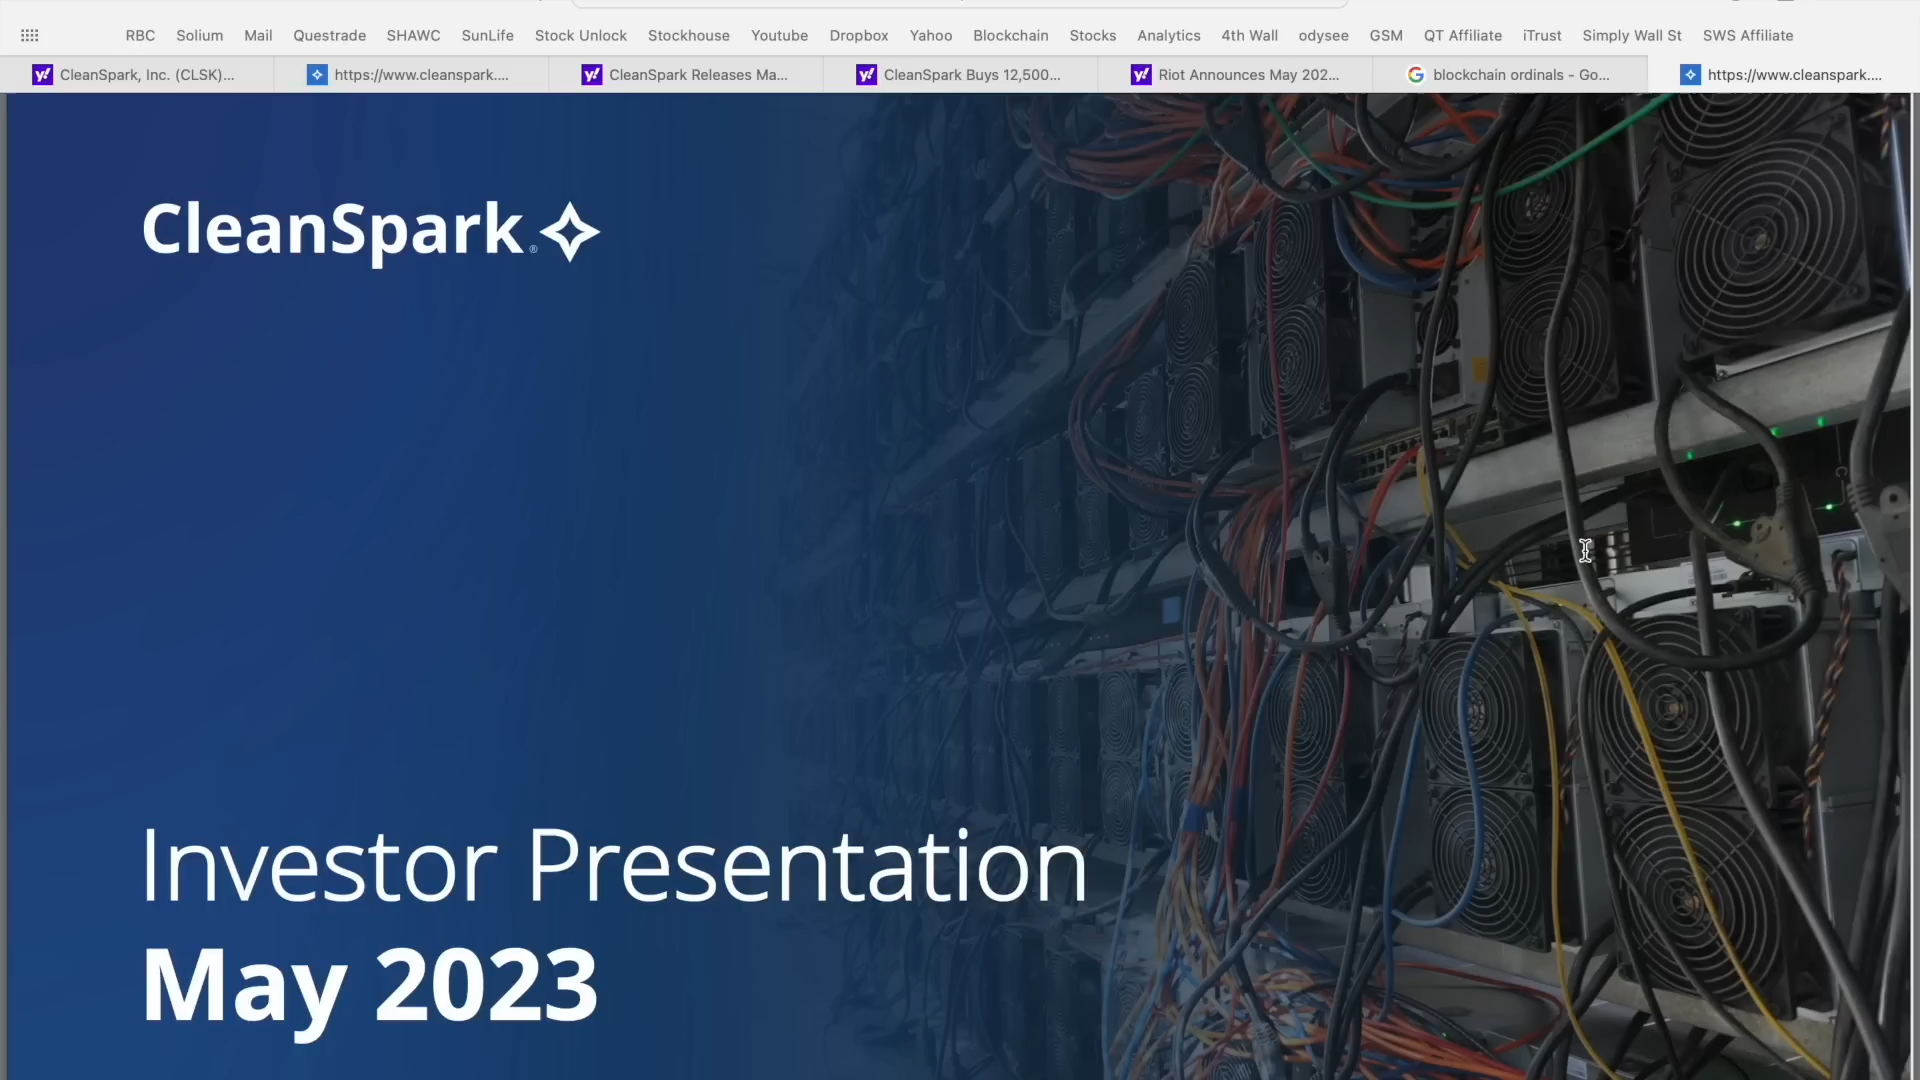 RBC Solium Mail Questrade SHAWC SunLife Stock Unlock Stockhouse Youtube Dropbox Yahoo Blockchain Stocks Analytics 4th Wall odysee GSM QT Affiliate iTrust Simply Wall St SWS Affiliate
CleanSpark, Inc. (CLSK)... https://www.cleanspark.... CleanSpark Releases Ma... CleanSpark Buys 12,500... Riot Announces May 202... blockchain ordinals - Go... https://www.cleanspark....
CleanSpark®
Investor Presentation
May 2023